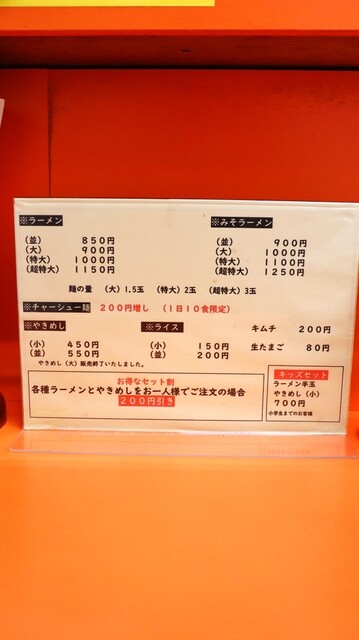 ※ラーメン
(並) 850円
(大) 900円
(特大) 1000円
(超特大) 1150円
※みそラーメン
(並) 900円
(大) 1000円
(特大) 1100円
(超特大) 1250円
麺の量 (大) 1.5玉 (特大) 2玉 (超特大) 3玉
※チャーシュー麺 200円増し (1日10食限定)
※やきめし
(小) 450円
(並) 550円
やきめし(大)販売終了いたしました。
※ライス
(小) 150円
(並) 200円
キムチ 200円
生たまご 80円
お得なセット割
各種ラーメンとやきめしをお一人様でご注文の場合
200円引き
キッズセット
ラーメン半玉
やきめし(小)
700円
小学生までのお客様